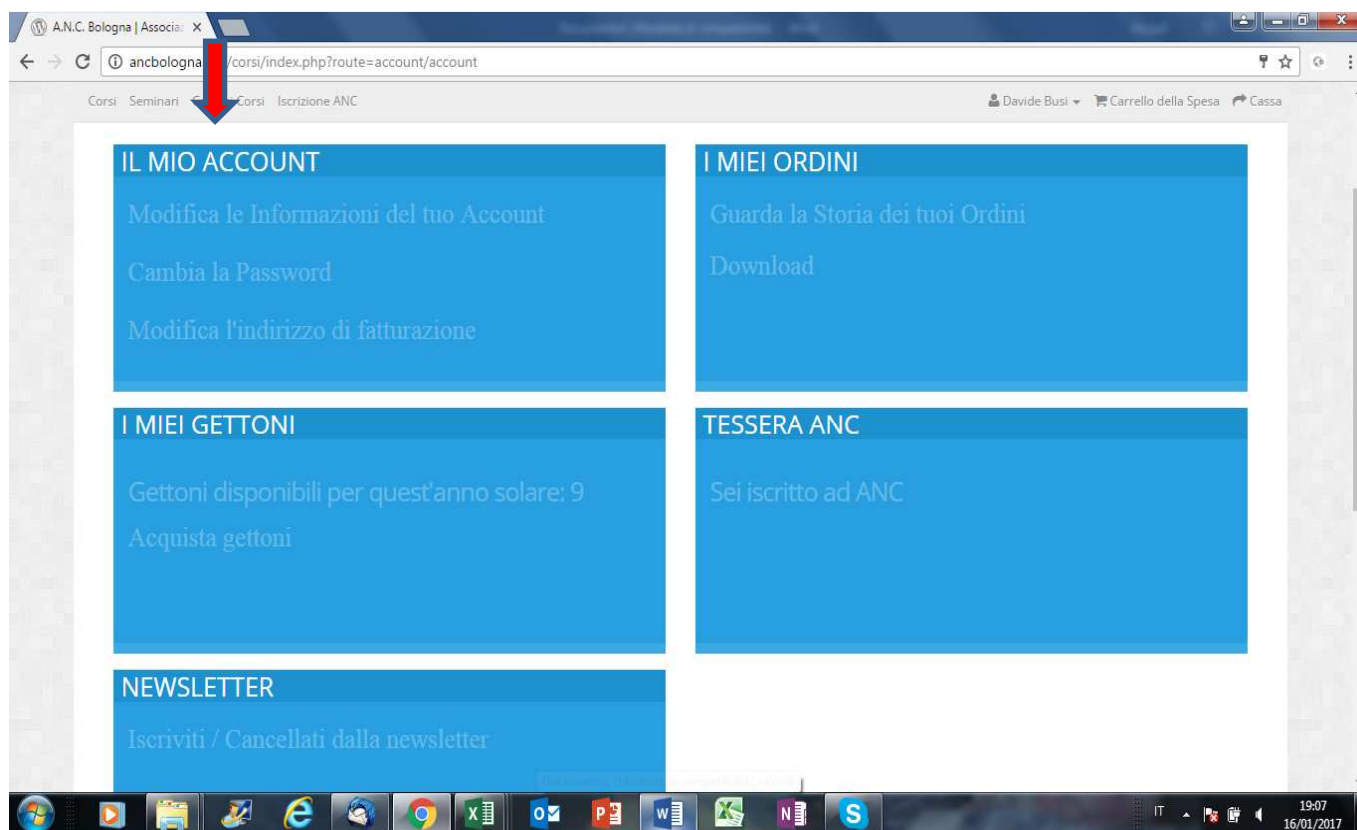 A.N.C. Bologna | Associa
ancbologna /corsi/index.php?route=account/account
Corsi Seminari Corsi Iscrizione ANC Davide Busi Carrello della Spesa Cassa
IL MIO ACCOUNT
Modifica le Informazioni del tuo Account
Cambia la Password
Modifica l'indirizzo di fatturazione
I MIEI ORDINI
Guarda la Storia dei tuoi Ordini
Download
I MIEI GETTONI
Gettoni disponibili per quest'anno solare: 9
Acquista gettoni
TESSERA ANC
Sei iscritto ad ANC
NEWSLETTER
Iscriviti / Cancellati dalla newsletter
IT
19:07
16/01/2017